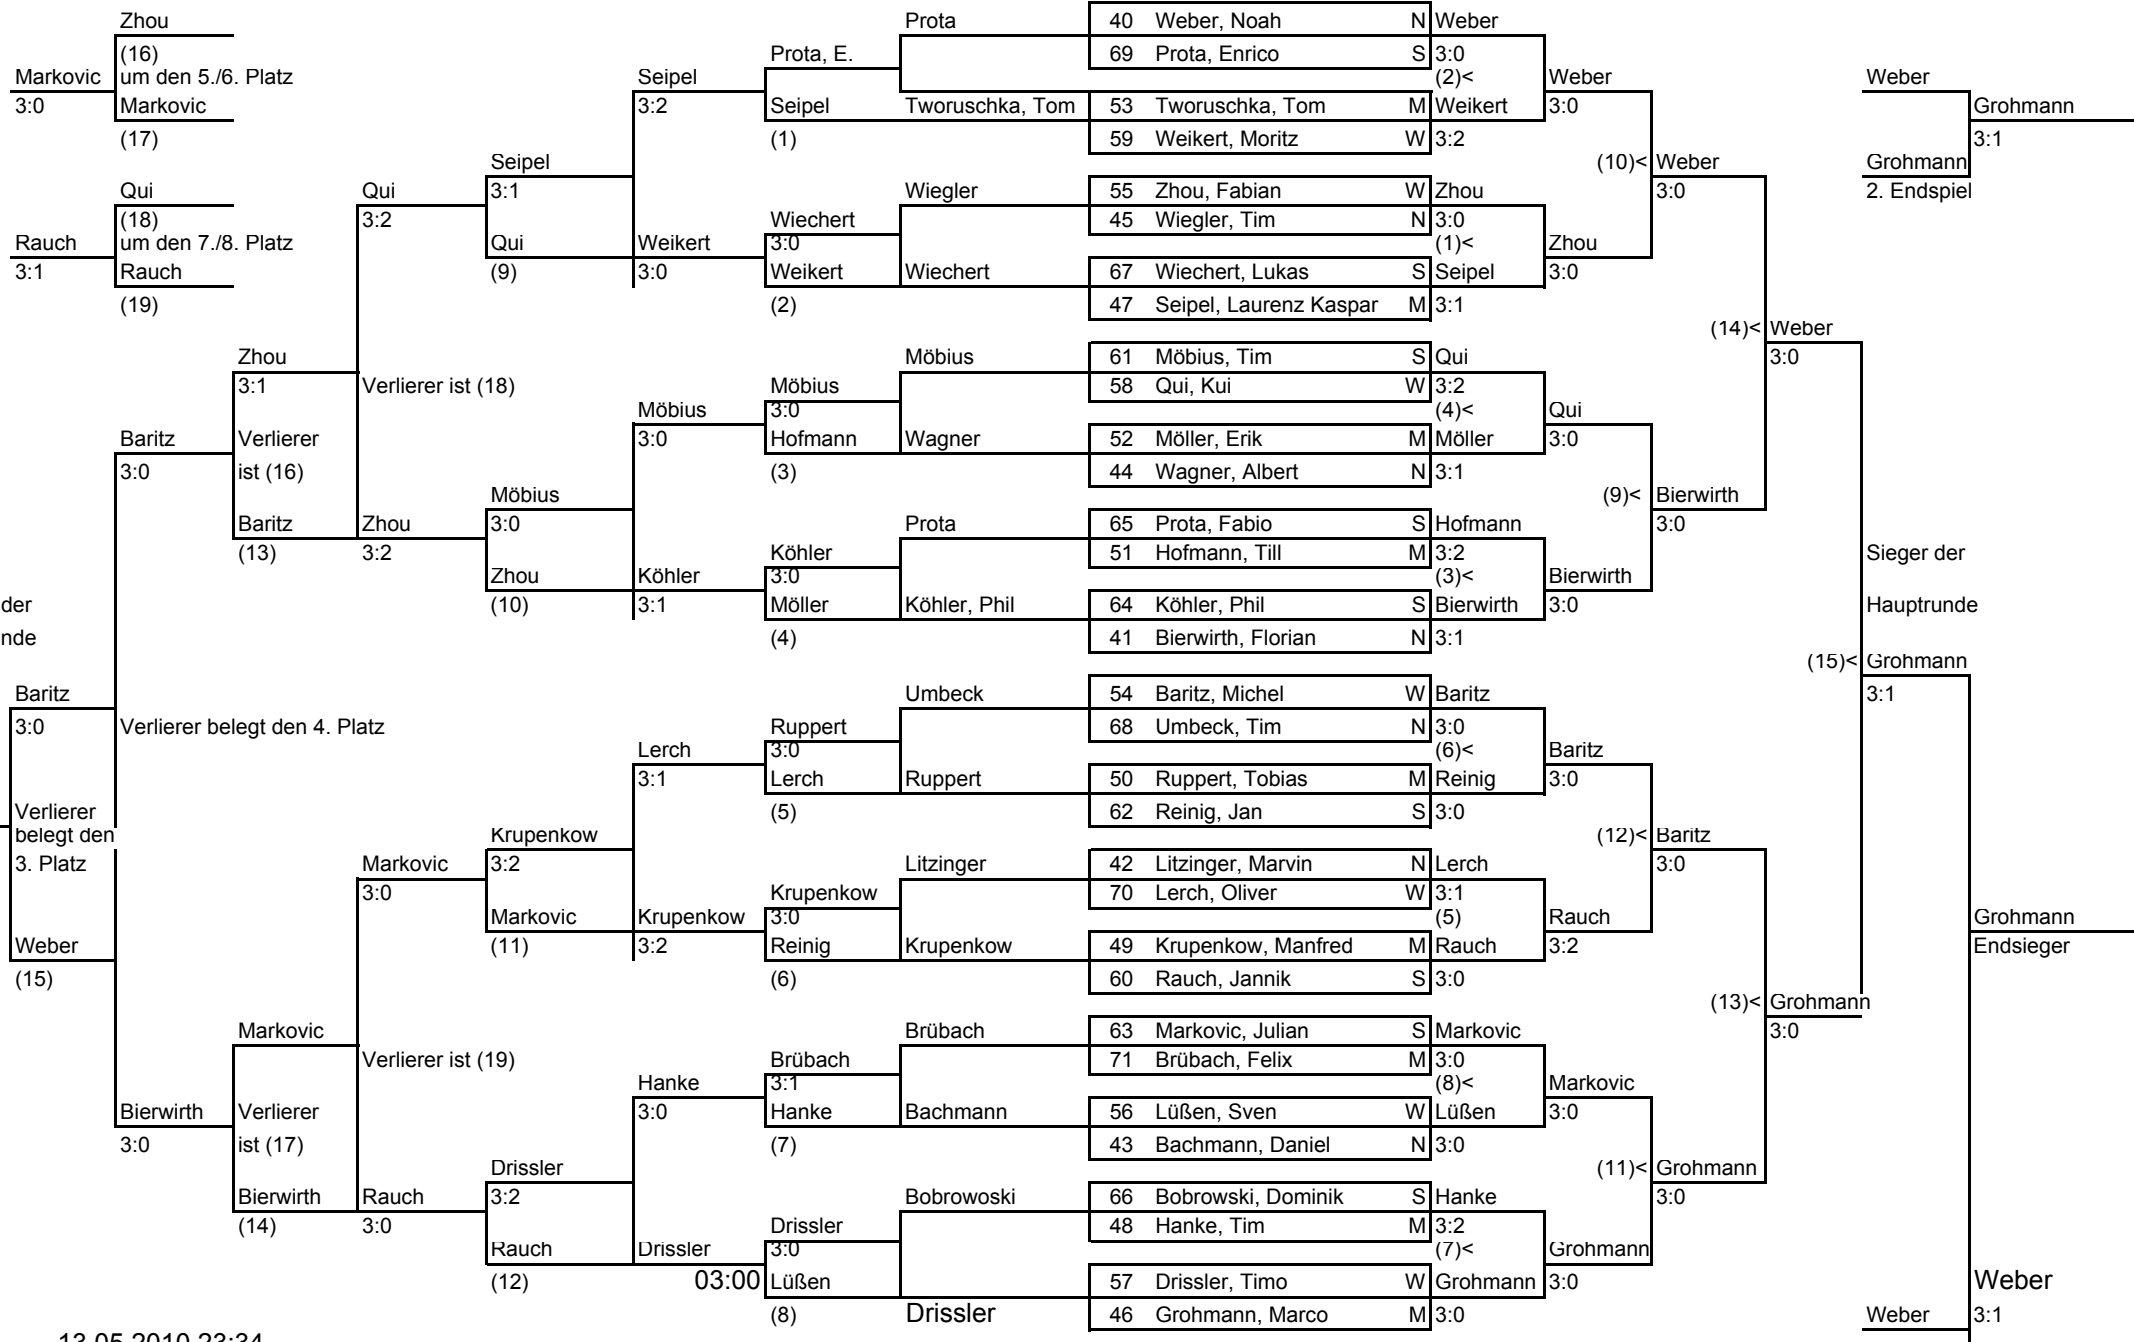 Zhou Prota 40 Weber, Noah N Weber
(16) Prota, E. 69 Prota, Enrico S 3:0
Markovic um den 5./6. Platz Seipel (2)< Weber Weber
3:0 Markovic 3:2 Seipel Tworuschka, Tom 53 Tworuschka, Tom M Weikert 3:0 Grohmann
(17) (1) 59 Weikert, Moritz W 3:2 3:1
Seipel (10)< Weber Grohmann
Qui Qui 3:1 Wiegler 55 Zhou, Fabian W Zhou 3:0 2. Endspiel
(18) 3:2 Wiechert 45 Wiegler, Tim N 3:0
Rauch um den 7./8. Platz Qui Weikert 3:0 (1)< Zhou
3:1 Rauch (9) 3:0 Weikert Wiechert 67 Wiechert, Lukas S Seipel 3:0
(19) (2) 47 Seipel, Laurenz Kaspar M 3:1
(14)< Weber
Zhou Möbius 61 Möbius, Tim S Qui 3:0
3:1 Verlierer ist (18) Möbius 58 Qui, Kui W 3:2
Möbius 3:0 (4)< Qui
Baritz Verlierer 3:0 Hofmann Wagner 52 Möller, Erik M Möller 3:0
3:0 ist (16) (3) 44 Wagner, Albert N 3:1
Möbius (9)< Bierwirth
Baritz Zhou 3:0 Prota 65 Prota, Fabio S Hofmann 3:0
(13) 3:2 Köhler 51 Hofmann, Till M 3:2 Sieger der
Zhou Köhler 3:0 (3)< Bierwirth
der (10) 3:1 Möller Köhler, Phil 64 Köhler, Phil S Bierwirth 3:0 Hauptrunde
nde (4) 41 Bierwirth, Florian N 3:1
(15)< Grohmann
Baritz Umbeck 54 Baritz, Michel W Baritz 3:1
3:0 Verlierer belegt den 4. Platz Ruppert 68 Umbeck, Tim N 3:0
Lerch 3:0 (6)< Baritz
3:1 Lerch Ruppert 50 Ruppert, Tobias M Reinig 3:0
Verlierer (5) 62 Reinig, Jan S 3:0
belegt den Krupenkow (12)< Baritz
3. Platz Markovic 3:2 Litzinger 42 Litzinger, Marvin N Lerch 3:0
3:0 Krupenkow 70 Lerch, Oliver W 3:1
Markovic Krupenkow 3:0 (5) Rauch Grohmann
Weber (11) 3:2 Reinig Krupenkow 49 Krupenkow, Manfred M Rauch 3:2 Endsieger
(15) (6) 60 Rauch, Jannik S 3:0
(13)< Grohmann
Markovic Brübach 63 Markovic, Julian S Markovic 3:0
Verlierer ist (19) Brübach 71 Brübach, Felix M 3:0
Hanke 3:1 (8)< Markovic
Bierwirth Verlierer 3:0 Hanke Bachmann 56 Lüßen, Sven W Lüßen 3:0
3:0 ist (17) (7) 43 Bachmann, Daniel N 3:0
Drissler (11)< Grohmann
Bierwirth Rauch 3:2 Bobrowoski 66 Bobrowski, Dominik S Hanke 3:0
(14) 3:0 Drissler 48 Hanke, Tim M 3:2
Rauch Drissler 3:0 (7)< Grohmann
(12) 03:00 Lüßen 57 Drissler, Timo W Grohmann 3:0 Weber
(8) Drissler 46 Grohmann, Marco M 3:0 Weber 3:1
13.05.2010 23:34